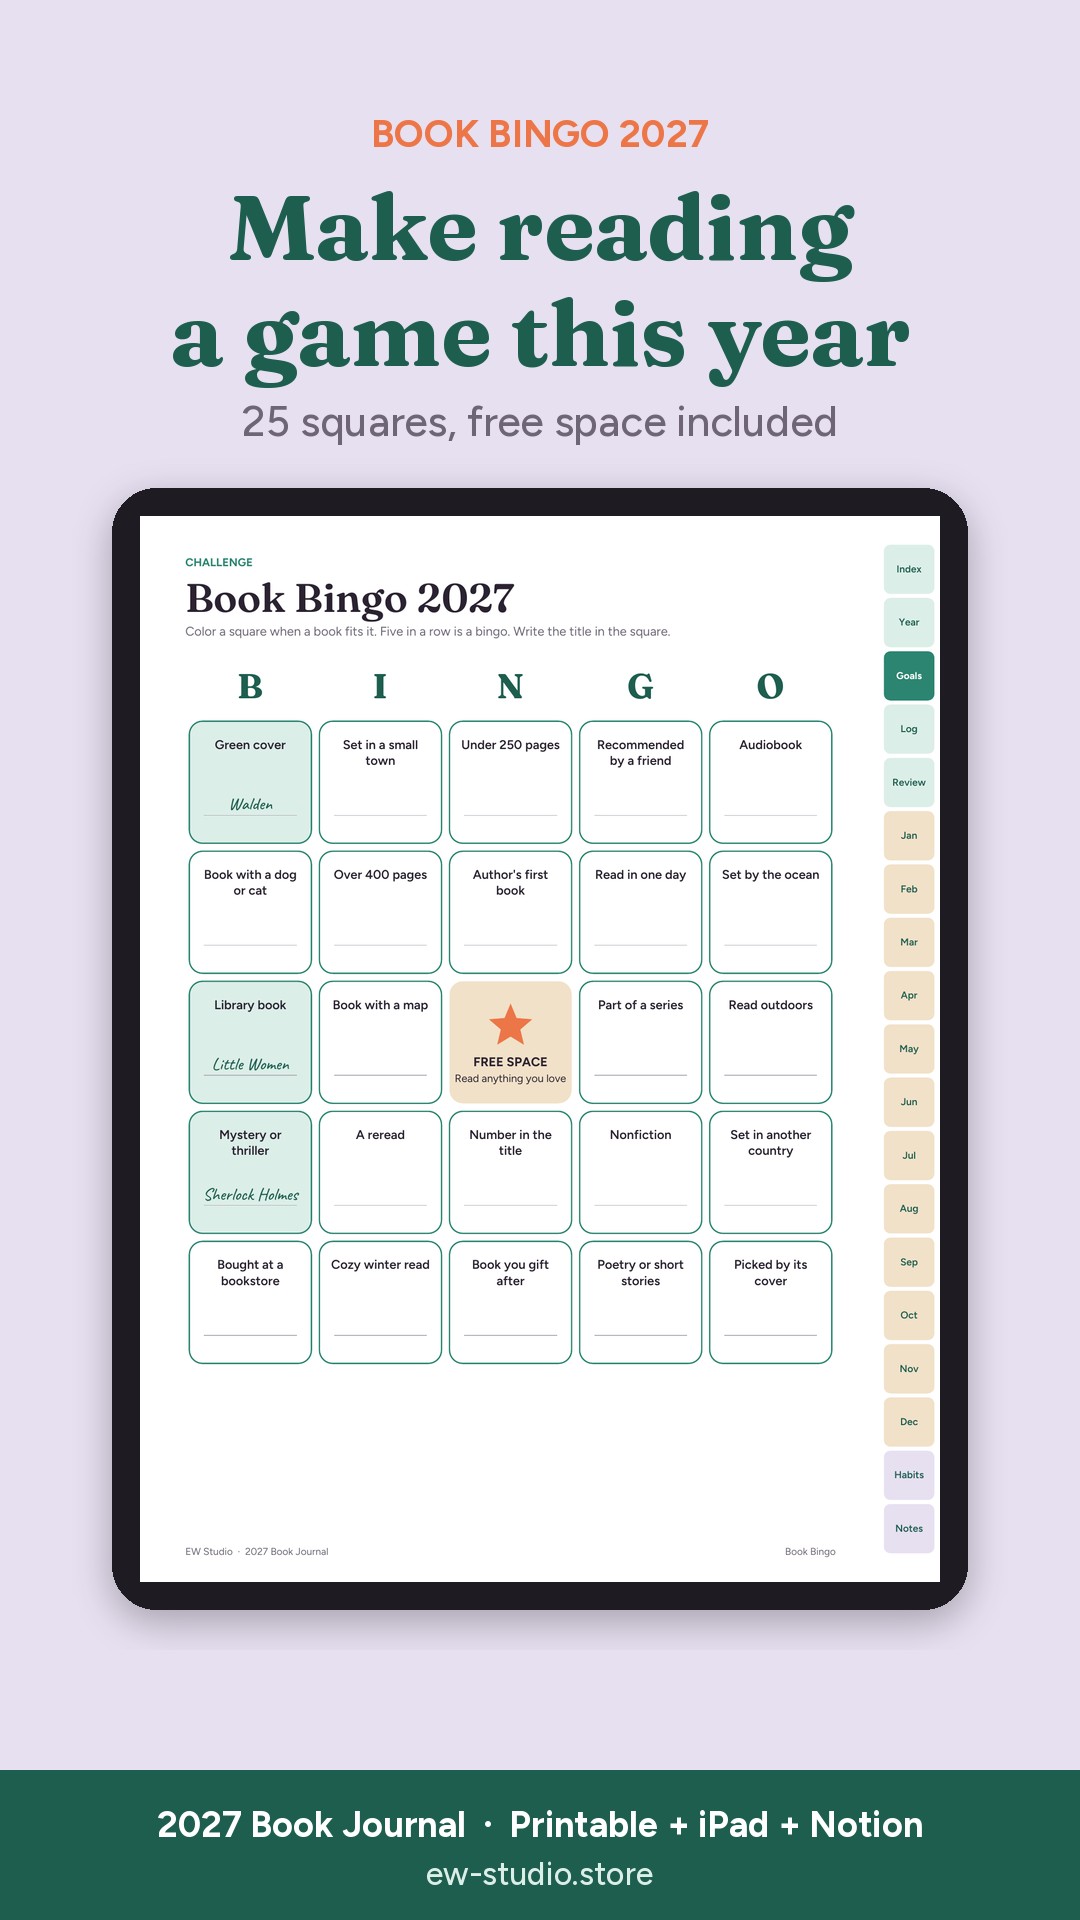 BOOK BINGO 2027
Make reading
a game this year
25 squares, free space included
CHALLENGE
Book Bingo 2027
Color a square when a book fits it. Five in a row is a bingo. Write the title in the square.
B I N G O
Green cover
Walden
Set in a small
town
Under 250 pages
Recommended
by a friend
Audiobook
Book with a dog
or cat
Over 400 pages
Author's first
book
Read in one day
Set by the ocean
Library book
Little Women
Book with a map
FREE SPACE
Read anything you love
Part of a series
Read outdoors
Mystery or
thriller
Sherlock Holmes
A reread
Number in the
title
Nonfiction
Set in another
country
Bought at a
bookstore
Cozy winter read
Book you gift
after
Poetry or short
stories
Picked by its
cover
EW Studio · 2027 Book Journal
Book Bingo
Index
Year
Goals
Log
Review
Jan
Feb
Mar
Apr
May
Jun
Jul
Aug
Sep
Oct
Nov
Dec
Habits
Notes
2027 Book Journal · Printable + iPad + Notion
ew-studio.store